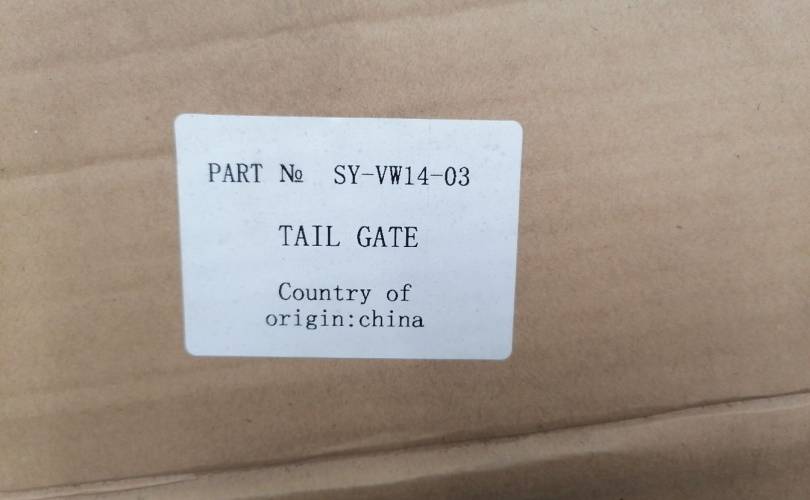 PART № SY-VW14-03
TAIL GATE
Country of
origin:china